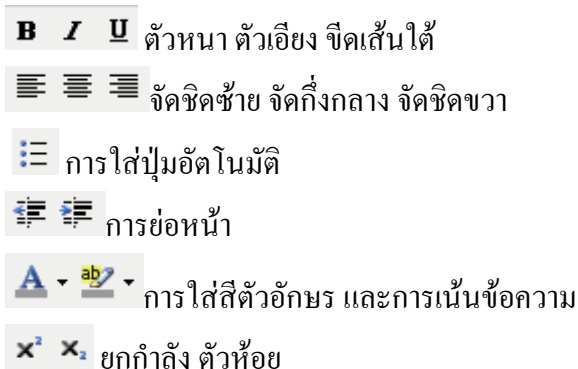 B I U ตัวหนา ตัวเอียง ขีดเส้นใต้
จัดชิดซ้าย จัดกึ่งกลาง จัดชิดขวา
การใส่ปุ่มอัตโนมัติ
การย่อหน้า
A ab การใส่สีตัวอักษร และการเน้นข้อความ
x² x₂ ยกกำลัง ตัวห้อย